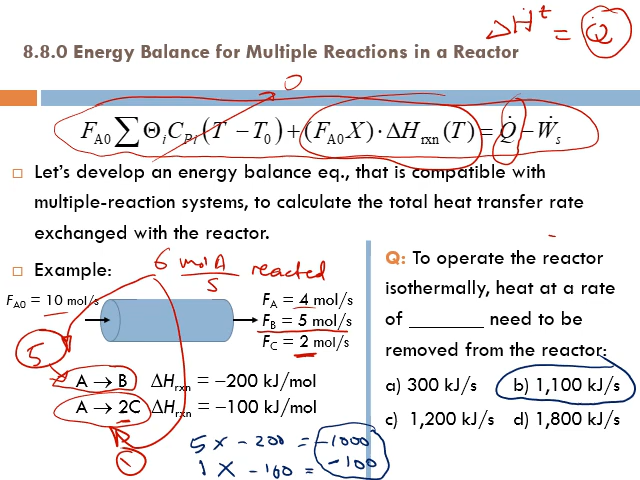 ΔḢᵗ = Q̇
8.8.0 Energy Balance for Multiple Reactions in a Reactor
0
F_A0 ∑ Θ_i C_Pi (T − T_0) + (F_A0 X) · ΔH_rxn (T) = Q̇ − Ẇ_s
Let's develop an energy balance eq., that is compatible with
multiple-reaction systems, to calculate the total heat transfer rate
exchanged with the reactor.
Example:
6 mol A/s reacted
F_A0 = 10 mol/s
F_A = 4 mol/s
F_B = 5 mol/s
F_C = 2 mol/s
5
A → B ΔH_rxn = −200 kJ/mol
A → 2C ΔH_rxn = −100 kJ/mol
1
5 x −200 = −1000
1 x −100 = −100
Q: To operate the reactor
isothermally, heat at a rate
of ________ need to be
removed from the reactor:
a) 300 kJ/s b) 1,100 kJ/s
c) 1,200 kJ/s d) 1,800 kJ/s